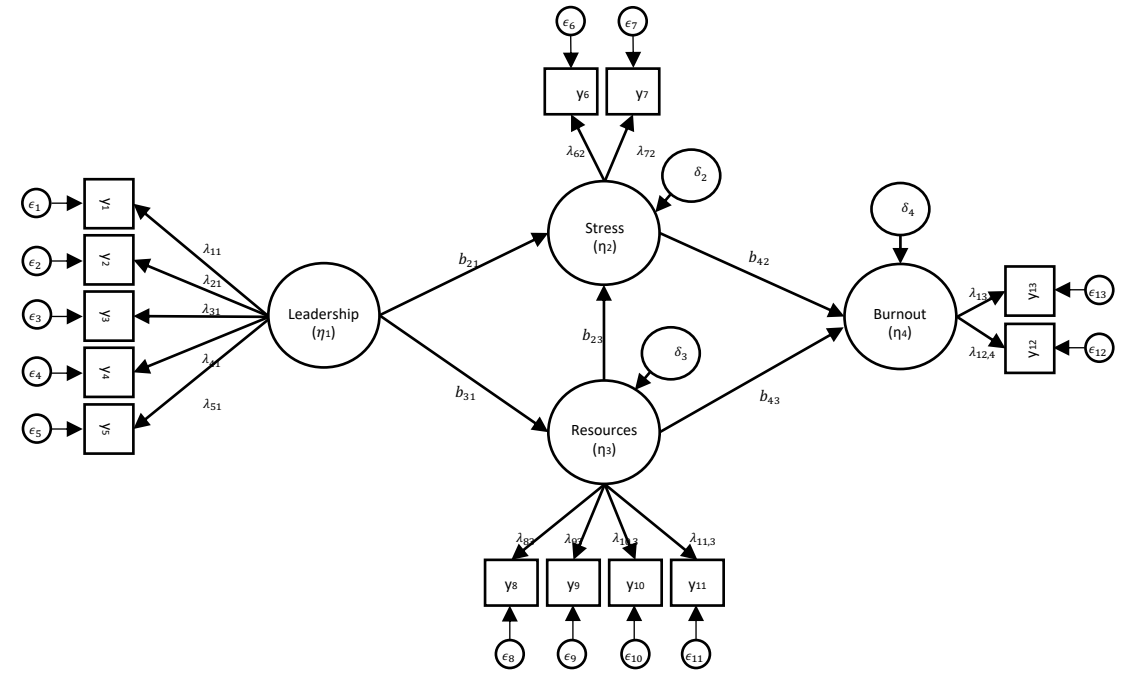 ϵ6 ϵ7
y6 y7
λ62 λ72
δ2
ϵ1 y1
δ4
Stress
(η2)
λ11
ϵ2 y2
b21
b42
λ21
λ13
y13 ϵ13
ϵ3 y3
λ31
Leadership
(η1)
Burnout
(η4)
b23
δ3
λ12,4
y12 ϵ12
ϵ4 y4
λ41
b31
b43
λ51
ϵ5 y5
Resources
(η3)
λ83 λ93 λ10,3 λ11,3
y8 y9 y10 y11
ϵ8 ϵ9 ϵ10 ϵ11